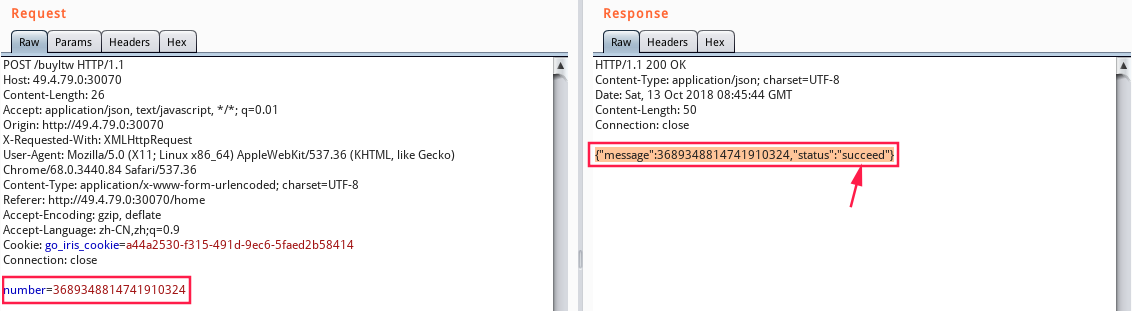 Request
Raw Params Headers Hex
POST /buyltw HTTP/1.1
Host: 49.4.79.0:30070
Content-Length: 26
Accept: application/json, text/javascript, */*; q=0.01
Origin: http://49.4.79.0:30070
X-Requested-With: XMLHttpRequest
User-Agent: Mozilla/5.0 (X11; Linux x86_64) AppleWebKit/537.36 (KHTML, like Gecko)
Chrome/68.0.3440.84 Safari/537.36
Content-Type: application/x-www-form-urlencoded; charset=UTF-8
Referer: http://49.4.79.0:30070/home
Accept-Encoding: gzip, deflate
Accept-Language: zh-CN,zh;q=0.9
Cookie: go_iris_cookie=a44a2530-f315-491d-9ec6-5faed2b58414
Connection: close
number=3689348814741910324
Response
Raw Headers Hex
HTTP/1.1 200 OK
Content-Type: application/json; charset=UTF-8
Date: Sat, 13 Oct 2018 08:45:44 GMT
Content-Length: 50
Connection: close
{"message":3689348814741910324,"status":"succeed"}